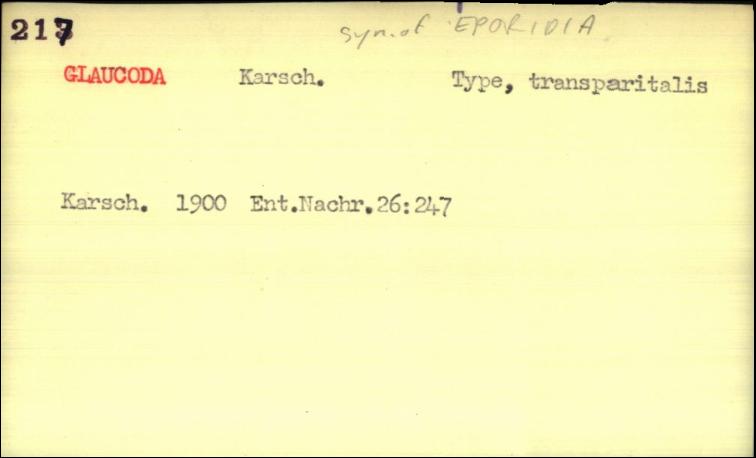 217 syn. of EPORIDIA
GLAUCODA Karsch. Type, transparitalis
Karsch. 1900 Ent.Nachr.26:247